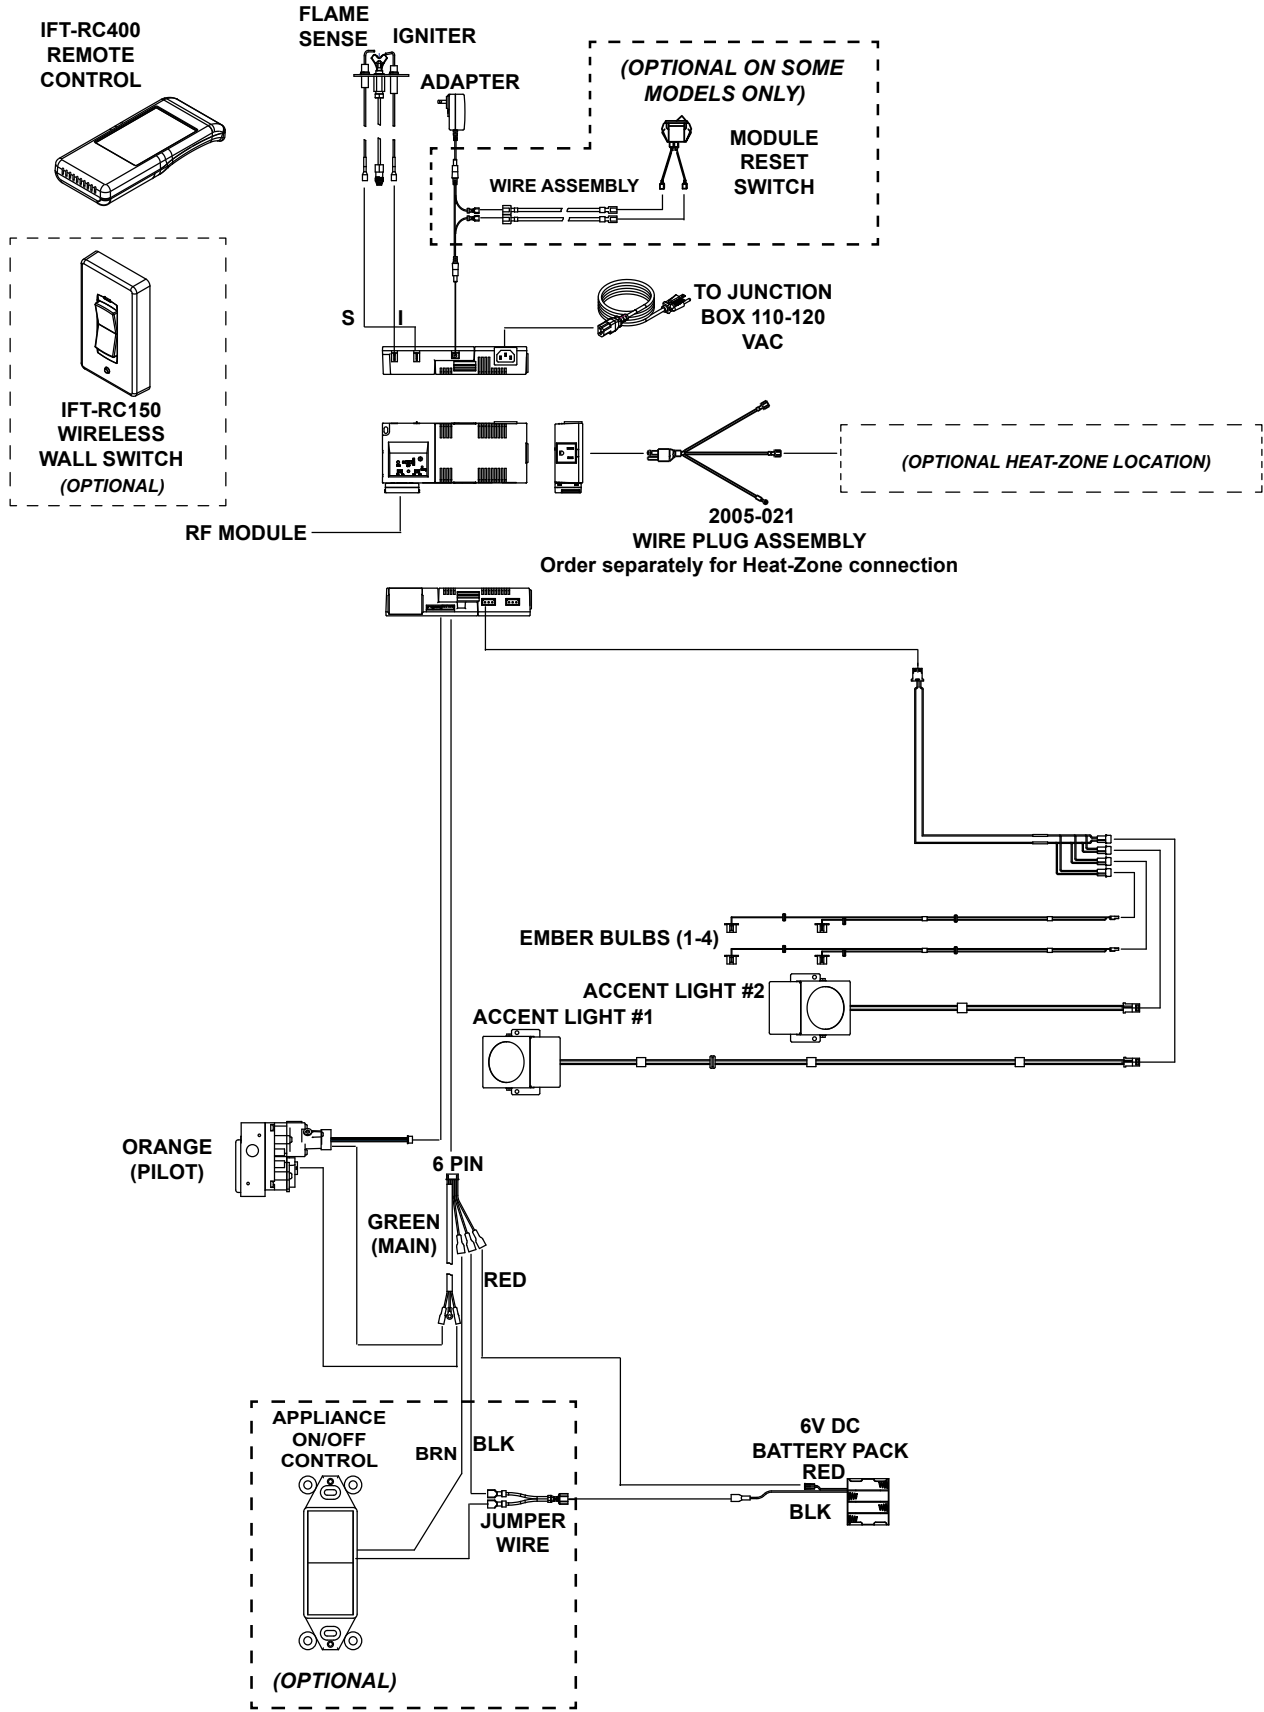 IFT-RC400
REMOTE
CONTROL
FLAME
SENSE
IGNITER
ADAPTER
(OPTIONAL ON SOME
MODELS ONLY)
MODULE
RESET
SWITCH
WIRE ASSEMBLY
S
I
TO JUNCTION
BOX 110-120
VAC
IFT-RC150
WIRELESS
WALL SWITCH
(OPTIONAL)
(OPTIONAL HEAT-ZONE LOCATION)
RF MODULE
2005-021
WIRE PLUG ASSEMBLY
Order separately for Heat-Zone connection
EMBER BULBS (1-4)
ACCENT LIGHT #2
ACCENT LIGHT #1
ORANGE
(PILOT)
6 PIN
GREEN
(MAIN)
RED
APPLIANCE
ON/OFF
CONTROL
BRN
BLK
6V DC
BATTERY PACK
RED
BLK
JUMPER
WIRE
(OPTIONAL)